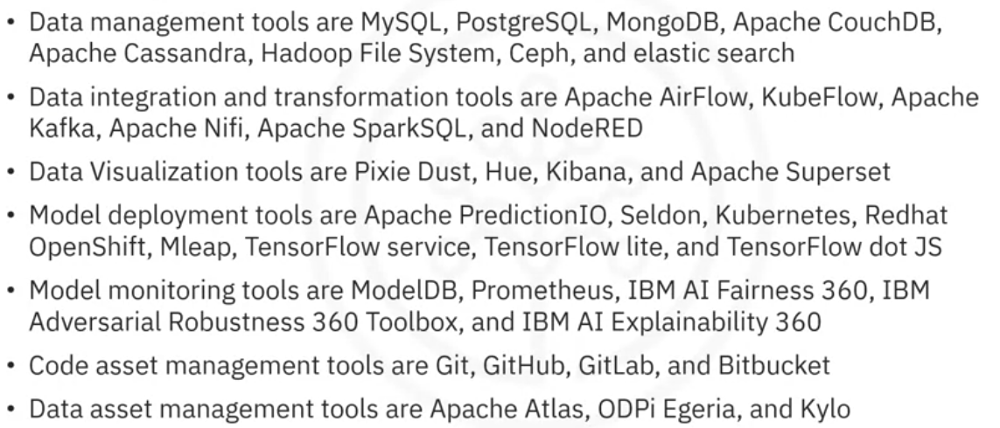 • Data management tools are MySQL, PostgreSQL, MongoDB, Apache CouchDB,
Apache Cassandra, Hadoop File System, Ceph, and elastic search
• Data integration and transformation tools are Apache AirFlow, KubeFlow, Apache
Kafka, Apache Nifi, Apache SparkSQL, and NodeRED
• Data Visualization tools are Pixie Dust, Hue, Kibana, and Apache Superset
• Model deployment tools are Apache PredictionIO, Seldon, Kubernetes, Redhat
OpenShift, Mleap, TensorFlow service, TensorFlow lite, and TensorFlow dot JS
• Model monitoring tools are ModelDB, Prometheus, IBM AI Fairness 360, IBM
Adversarial Robustness 360 Toolbox, and IBM AI Explainability 360
• Code asset management tools are Git, GitHub, GitLab, and Bitbucket
• Data asset management tools are Apache Atlas, ODPi Egeria, and Kylo